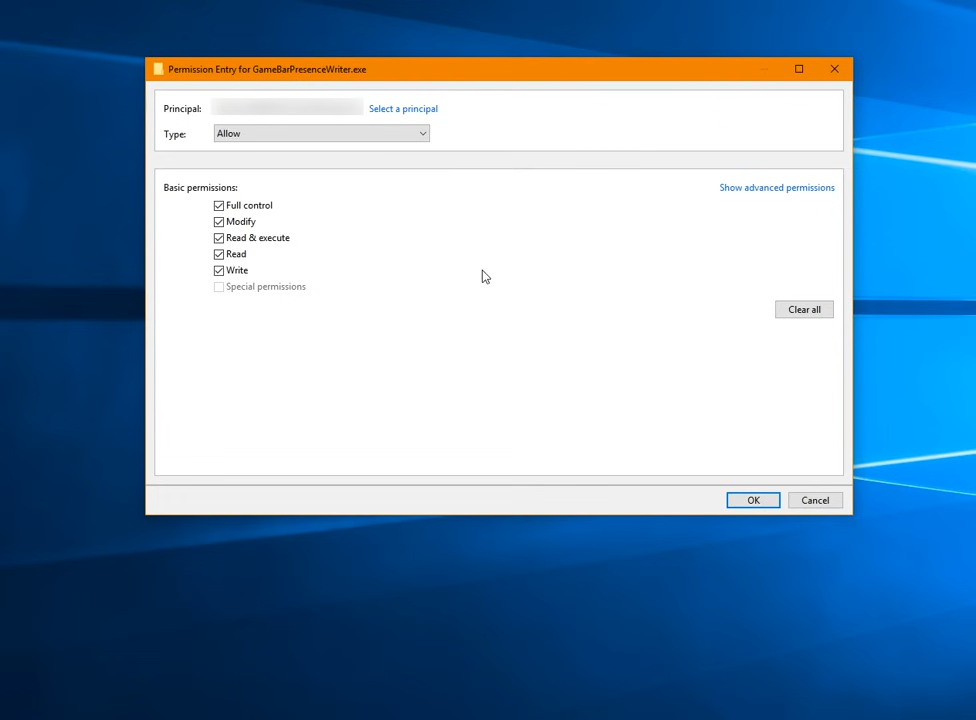 Permission Entry for GameBarPresenceWriter.exe
Principal: Select a principal
Type: Allow
Basic permissions: Show advanced permissions
Full control
Modify
Read & execute
Read
Write
Special permissions
Clear all
OK Cancel